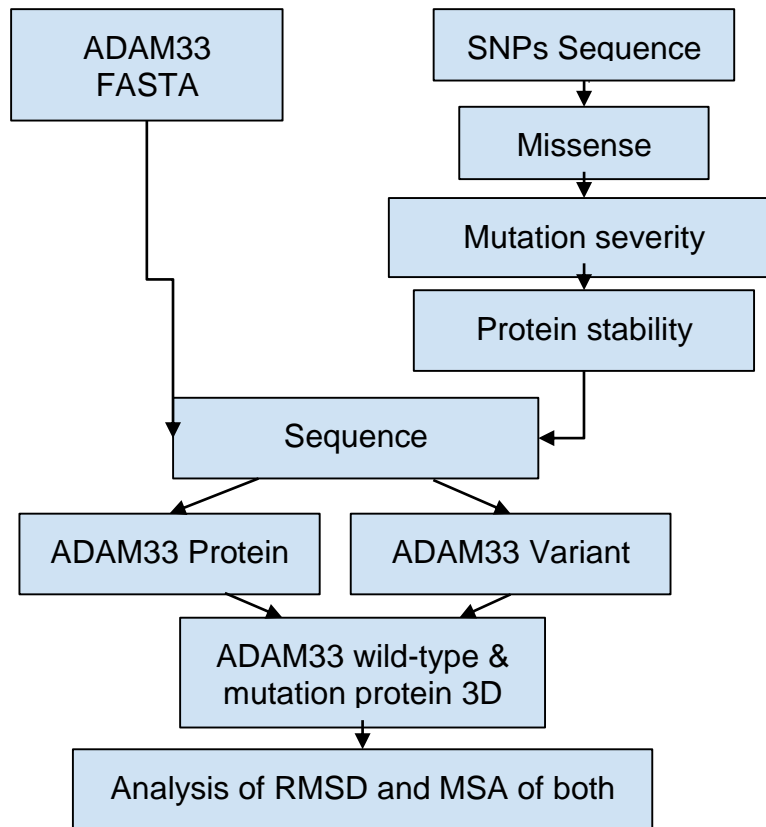 ADAM33
FASTA
SNPs Sequence
Missense
Mutation severity
Protein stability
Sequence
ADAM33 Protein
ADAM33 Variant
ADAM33 wild-type &
mutation protein 3D
Analysis of RMSD and MSA of both